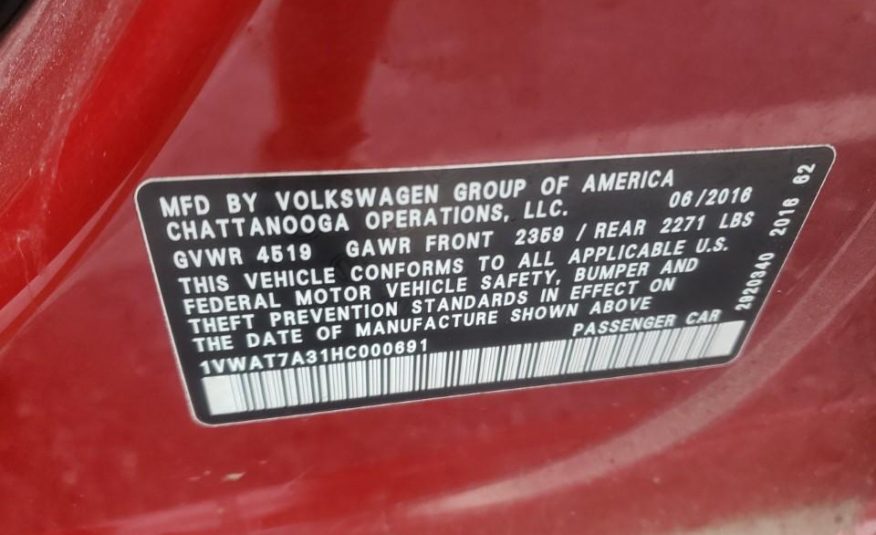 MFD BY VOLKSWAGEN GROUP OF AMERICA
CHATTANOOGA OPERATIONS, LLC. 06/2016
GVWR 4519 GAWR FRONT 2359 / REAR 2271 LBS
THIS VEHICLE CONFORMS TO ALL APPLICABLE U.S.
FEDERAL MOTOR VEHICLE SAFETY, BUMPER AND
THEFT PREVENTION STANDARDS IN EFFECT ON
THE DATE OF MANUFACTURE SHOWN ABOVE
1VWAT7A31HC000691 PASSENGER CAR
2920340 2016 62